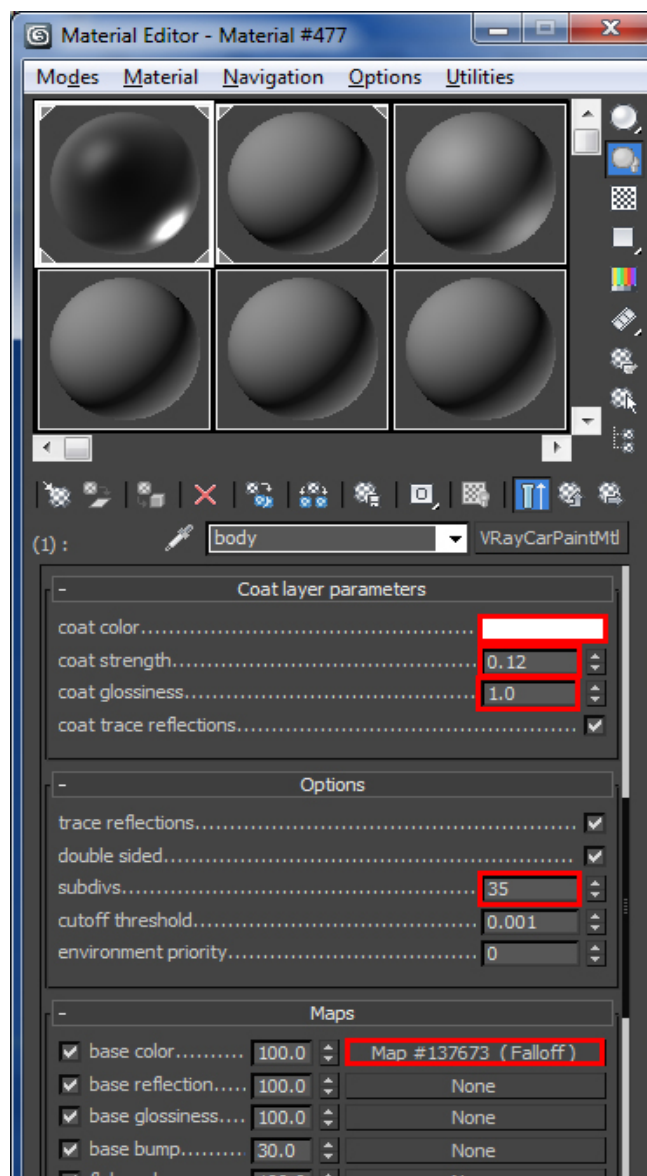 Material Editor - Material #477
Modes Material Navigation Options Utilities
(1) : body VRayCarPaintMtl
- Coat layer parameters
coat color
coat strength 0.12
coat glossiness 1.0
coat trace reflections
- Options
trace reflections
double sided
subdivs 35
cutoff threshold 0.001
environment priority 0
- Maps
base color 100.0 Map #137673 (Falloff)
base reflection 100.0 None
base glossiness 100.0 None
base bump 30.0 None